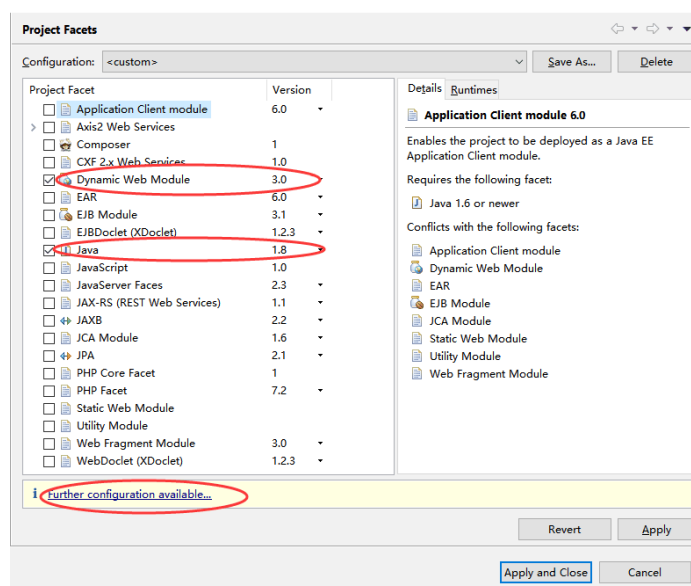 Project Facets
Configuration: <custom> Save As... Delete
Project Facet Version
Application Client module 6.0
Axis2 Web Services
Composer 1
CXF 2.x Web Services 1.0
Dynamic Web Module 3.0
EAR 6.0
EJB Module 3.1
EJBDoclet (XDoclet) 1.2.3
Java 1.8
JavaScript 1.0
JavaServer Faces 2.3
JAX-RS (REST Web Services) 1.1
JAXB 2.2
JCA Module 1.6
JPA 2.1
PHP Core Facet 1
PHP Facet 7.2
Static Web Module
Utility Module
Web Fragment Module 3.0
WebDoclet (XDoclet) 1.2.3
Details Runtimes
Application Client module 6.0
Enables the project to be deployed as a Java EE
Application Client module.
Requires the following facet:
Java 1.6 or newer
Conflicts with the following facets:
Application Client module
Dynamic Web Module
EAR
EJB Module
JCA Module
Static Web Module
Utility Module
Web Fragment Module
i Further configuration available...
Revert Apply
Apply and Close Cancel